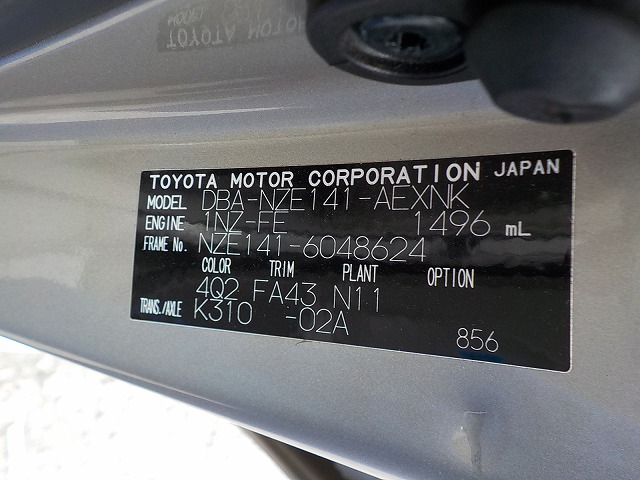 TOYOTA MOTOR CORPORATION JAPAN
MODEL DBA-NZE141-AEXNK
ENGINE 1NZ-FE 1496 mL
FRAME No. NZE141-6048624
COLOR TRIM PLANT OPTION
4Q2 FA43 N11
TRANS./AXLE K310 -02A
856